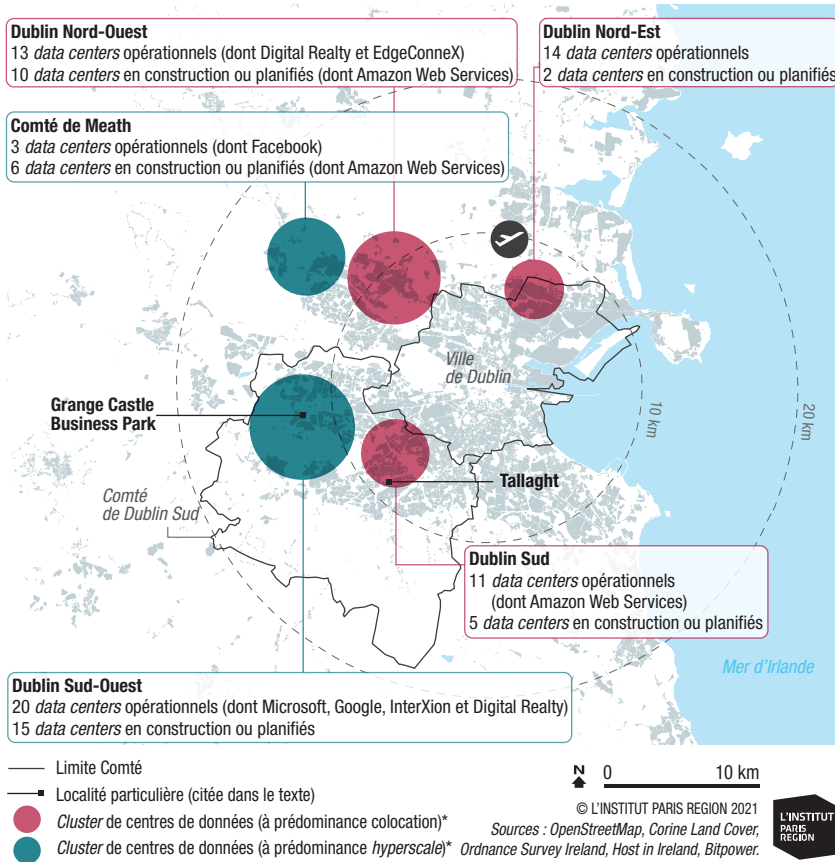 Dublin Nord-Ouest
13 data centers opérationnels (dont Digital Realty et EdgeConneX)
10 data centers en construction ou planifiés (dont Amazon Web Services)
Dublin Nord-Est
14 data centers opérationnels
2 data centers en construction ou planifiés
Comté de Meath
3 data centers opérationnels (dont Facebook)
6 data centers en construction ou planifiés (dont Amazon Web Services)
Ville
de Dublin
10 km
20 km
Grange Castle
Business Park
Tallaght
Comté
de Dublin Sud
Dublin Sud
11 data centers opérationnels
(dont Amazon Web Services)
5 data centers en construction ou planifiés
Mer d'Irlande
Dublin Sud-Ouest
20 data centers opérationnels (dont Microsoft, Google, InterXion et Digital Realty)
15 data centers en construction ou planifiés
Limite Comté
Localité particulière (citée dans le texte)
Cluster de centres de données (à prédominance colocation)*
Cluster de centres de données (à prédominance hyperscale)*
N 0 10 km
© L'INSTITUT PARIS REGION 2021
Sources : OpenStreetMap, Corine Land Cover,
Ordnance Survey Ireland, Host in Ireland, Bitpower.
L'INSTITUT
PARIS
REGION